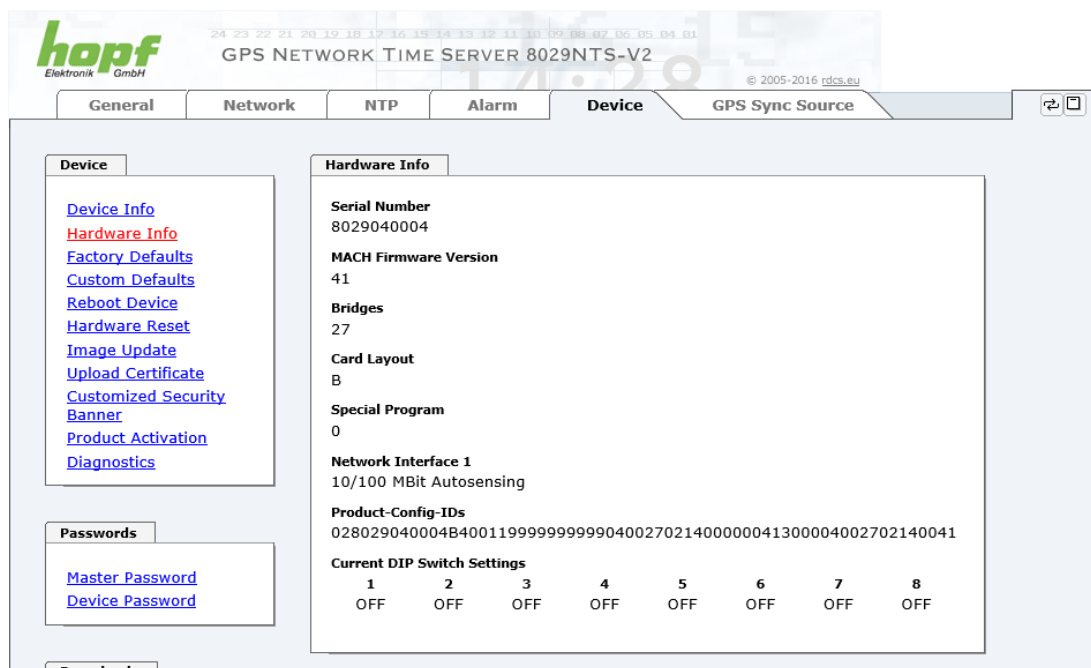 hopf
Elektronik GmbH
24 23 22 21 20 19 18 17 16 15 14 13 12 11 10 09 08 07 06 05 04 01
GPS NETWORK TIME SERVER 8029NTS-V2
14:28
© 2005-2016 rdcs.eu
General Network NTP Alarm Device GPS Sync Source
Device
Device Info
Hardware Info
Factory Defaults
Custom Defaults
Reboot Device
Hardware Reset
Image Update
Upload Certificate
Customized Security
Banner
Product Activation
Diagnostics
Passwords
Master Password
Device Password
Hardware Info
Serial Number
8029040004
MACH Firmware Version
41
Bridges
27
Card Layout
B
Special Program
0
Network Interface 1
10/100 MBit Autosensing
Product-Config-IDs
028029040004B400119999999999040027021400000041300004002702140041
Current DIP Switch Settings
1 2 3 4 5 6 7 8
OFF OFF OFF OFF OFF OFF OFF OFF